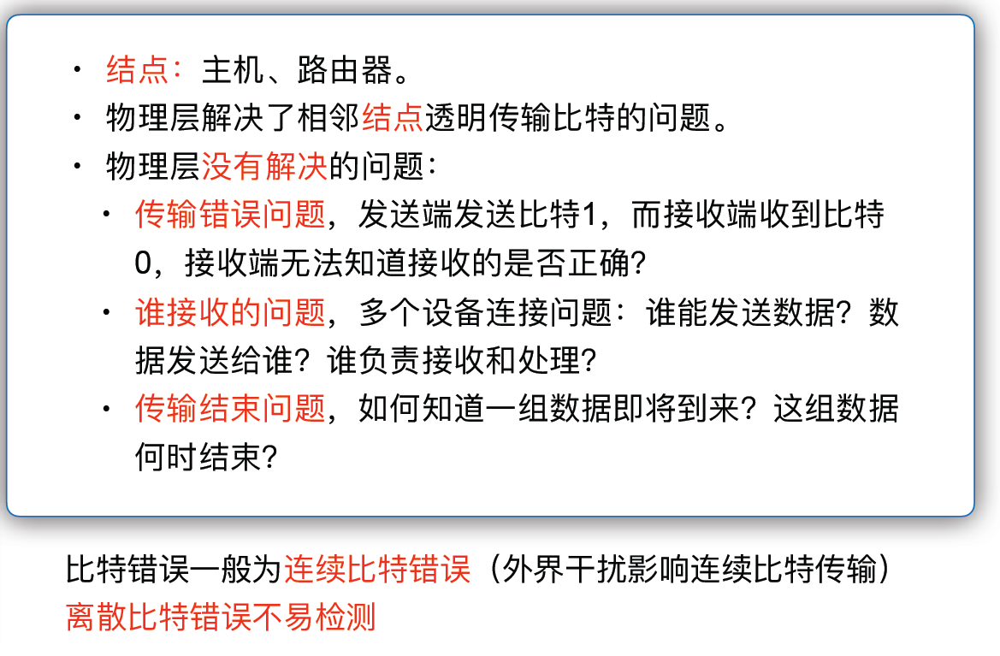 • 结点：主机、路由器。
• 物理层解决了相邻结点透明传输比特的问题。
• 物理层没有解决的问题：
• 传输错误问题，发送端发送比特1，而接收端收到比特
0，接收端无法知道接收的是否正确？
• 谁接收的问题，多个设备连接问题：谁能发送数据？数
据发送给谁？谁负责接收和处理？
• 传输结束问题，如何知道一组数据即将到来？这组数据
何时结束？
比特错误一般为连续比特错误（外界干扰影响连续比特传输）
离散比特错误不易检测